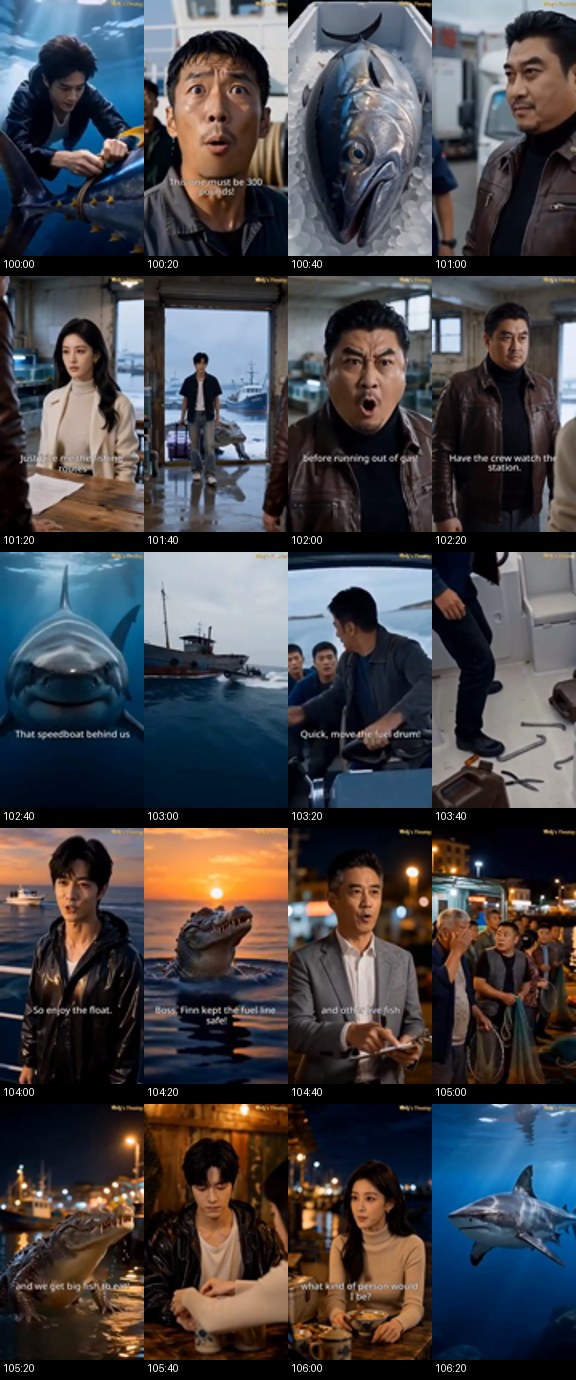 This one must be 300
pounds!
100:00
100:20
100:40
101:00
routes
before running out of gas!
Have the crew watch the
station.
101:20
101:40
102:00
102:20
That speedboat behind us
Quick, move the fuel drum!
102:40
103:00
103:20
103:40
So enjoy the float.
Boss, Finn kept the fuel line
safe!
and other live fish
104:00
104:20
104:40
105:00
and we get big fish to eat!
what kind of person would
I be?
105:20
105:40
106:00
106:20